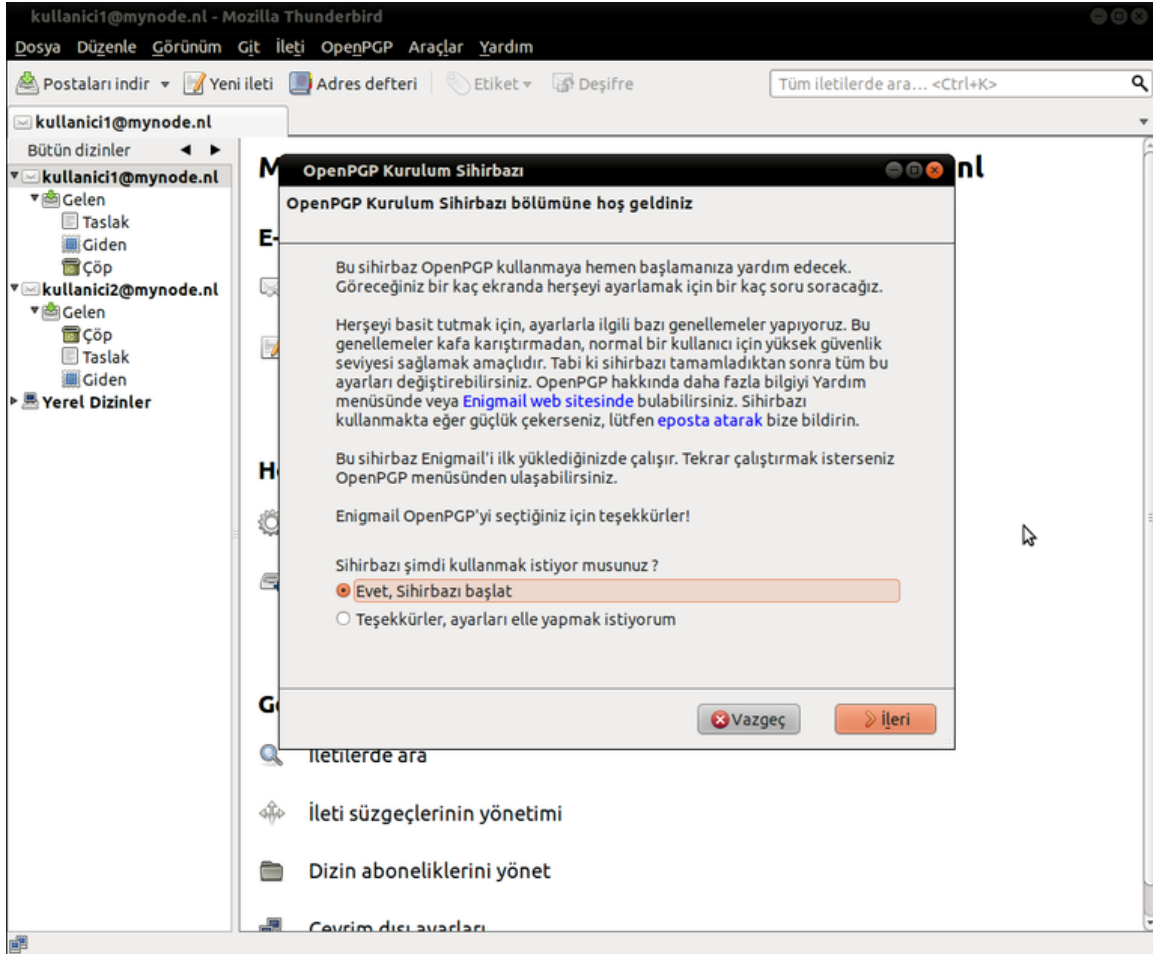 kullanici1@mynode.nl - Mozilla Thunderbird
Dosya Düzenle Görünüm Git İleti OpenPGP Araçlar Yardım
Postaları indir Yeni ileti Adres defteri Etiket Deşifre Tüm iletilerde ara... <Ctrl+K>
kullanici1@mynode.nl
Bütün dizinler
kullanici1@mynode.nl
Gelen
Taslak
Giden
Çöp
kullanici2@mynode.nl
Gelen
Çöp
Taslak
Giden
Yerel Dizinler
nl
OpenPGP Kurulum Sihirbazı
OpenPGP Kurulum Sihirbazı bölümüne hoş geldiniz
Bu sihirbaz OpenPGP kullanmaya hemen başlamanıza yardım edecek.
Göreceğiniz bir kaç ekranda herşeyi ayarlamak için bir kaç soru soracağız.
Herşeyi basit tutmak için, ayarlarla ilgili bazı genellemeler yapıyoruz. Bu
genellemeler kafa karıştırmadan, normal bir kullanıcı için yüksek güvenlik
seviyesi sağlamak amaçlıdır. Tabi ki sihirbazı tamamladıktan sonra tüm bu
ayarları değiştirebilirsiniz. OpenPGP hakkında daha fazla bilgiyi Yardım
menüsünde veya Enigmail web sitesinde bulabilirsiniz. Sihirbazı
kullanmakta eğer güçlük çekerseniz, lütfen eposta atarak bize bildirin.
Bu sihirbaz Enigmail'i ilk yüklediğinizde çalışır. Tekrar çalıştırmak isterseniz
OpenPGP menüsünden ulaşabilirsiniz.
Enigmail OpenPGP'yi seçtiğiniz için teşekkürler!
Sihirbazı şimdi kullanmak istiyor musunuz ?
Evet, Sihirbazı başlat
Teşekkürler, ayarları elle yapmak istiyorum
Vazgeç İleri
İletilerde ara
İleti süzgeçlerinin yönetimi
Dizin aboneliklerini yönet
Çevrim dışı ayarları